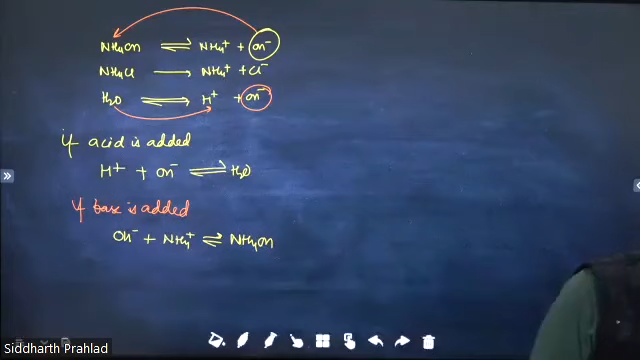 NH₄OH ⇌ NH₄⁺ + OH⁻
NH₄Cl → NH₄⁺ + Cl⁻
H₂O ⇌ H⁺ + OH⁻
if acid is added
H⁺ + OH⁻ ⇌ H₂O
if base is added
OH⁻ + NH₄⁺ ⇌ NH₄OH
Siddharth Prahlad